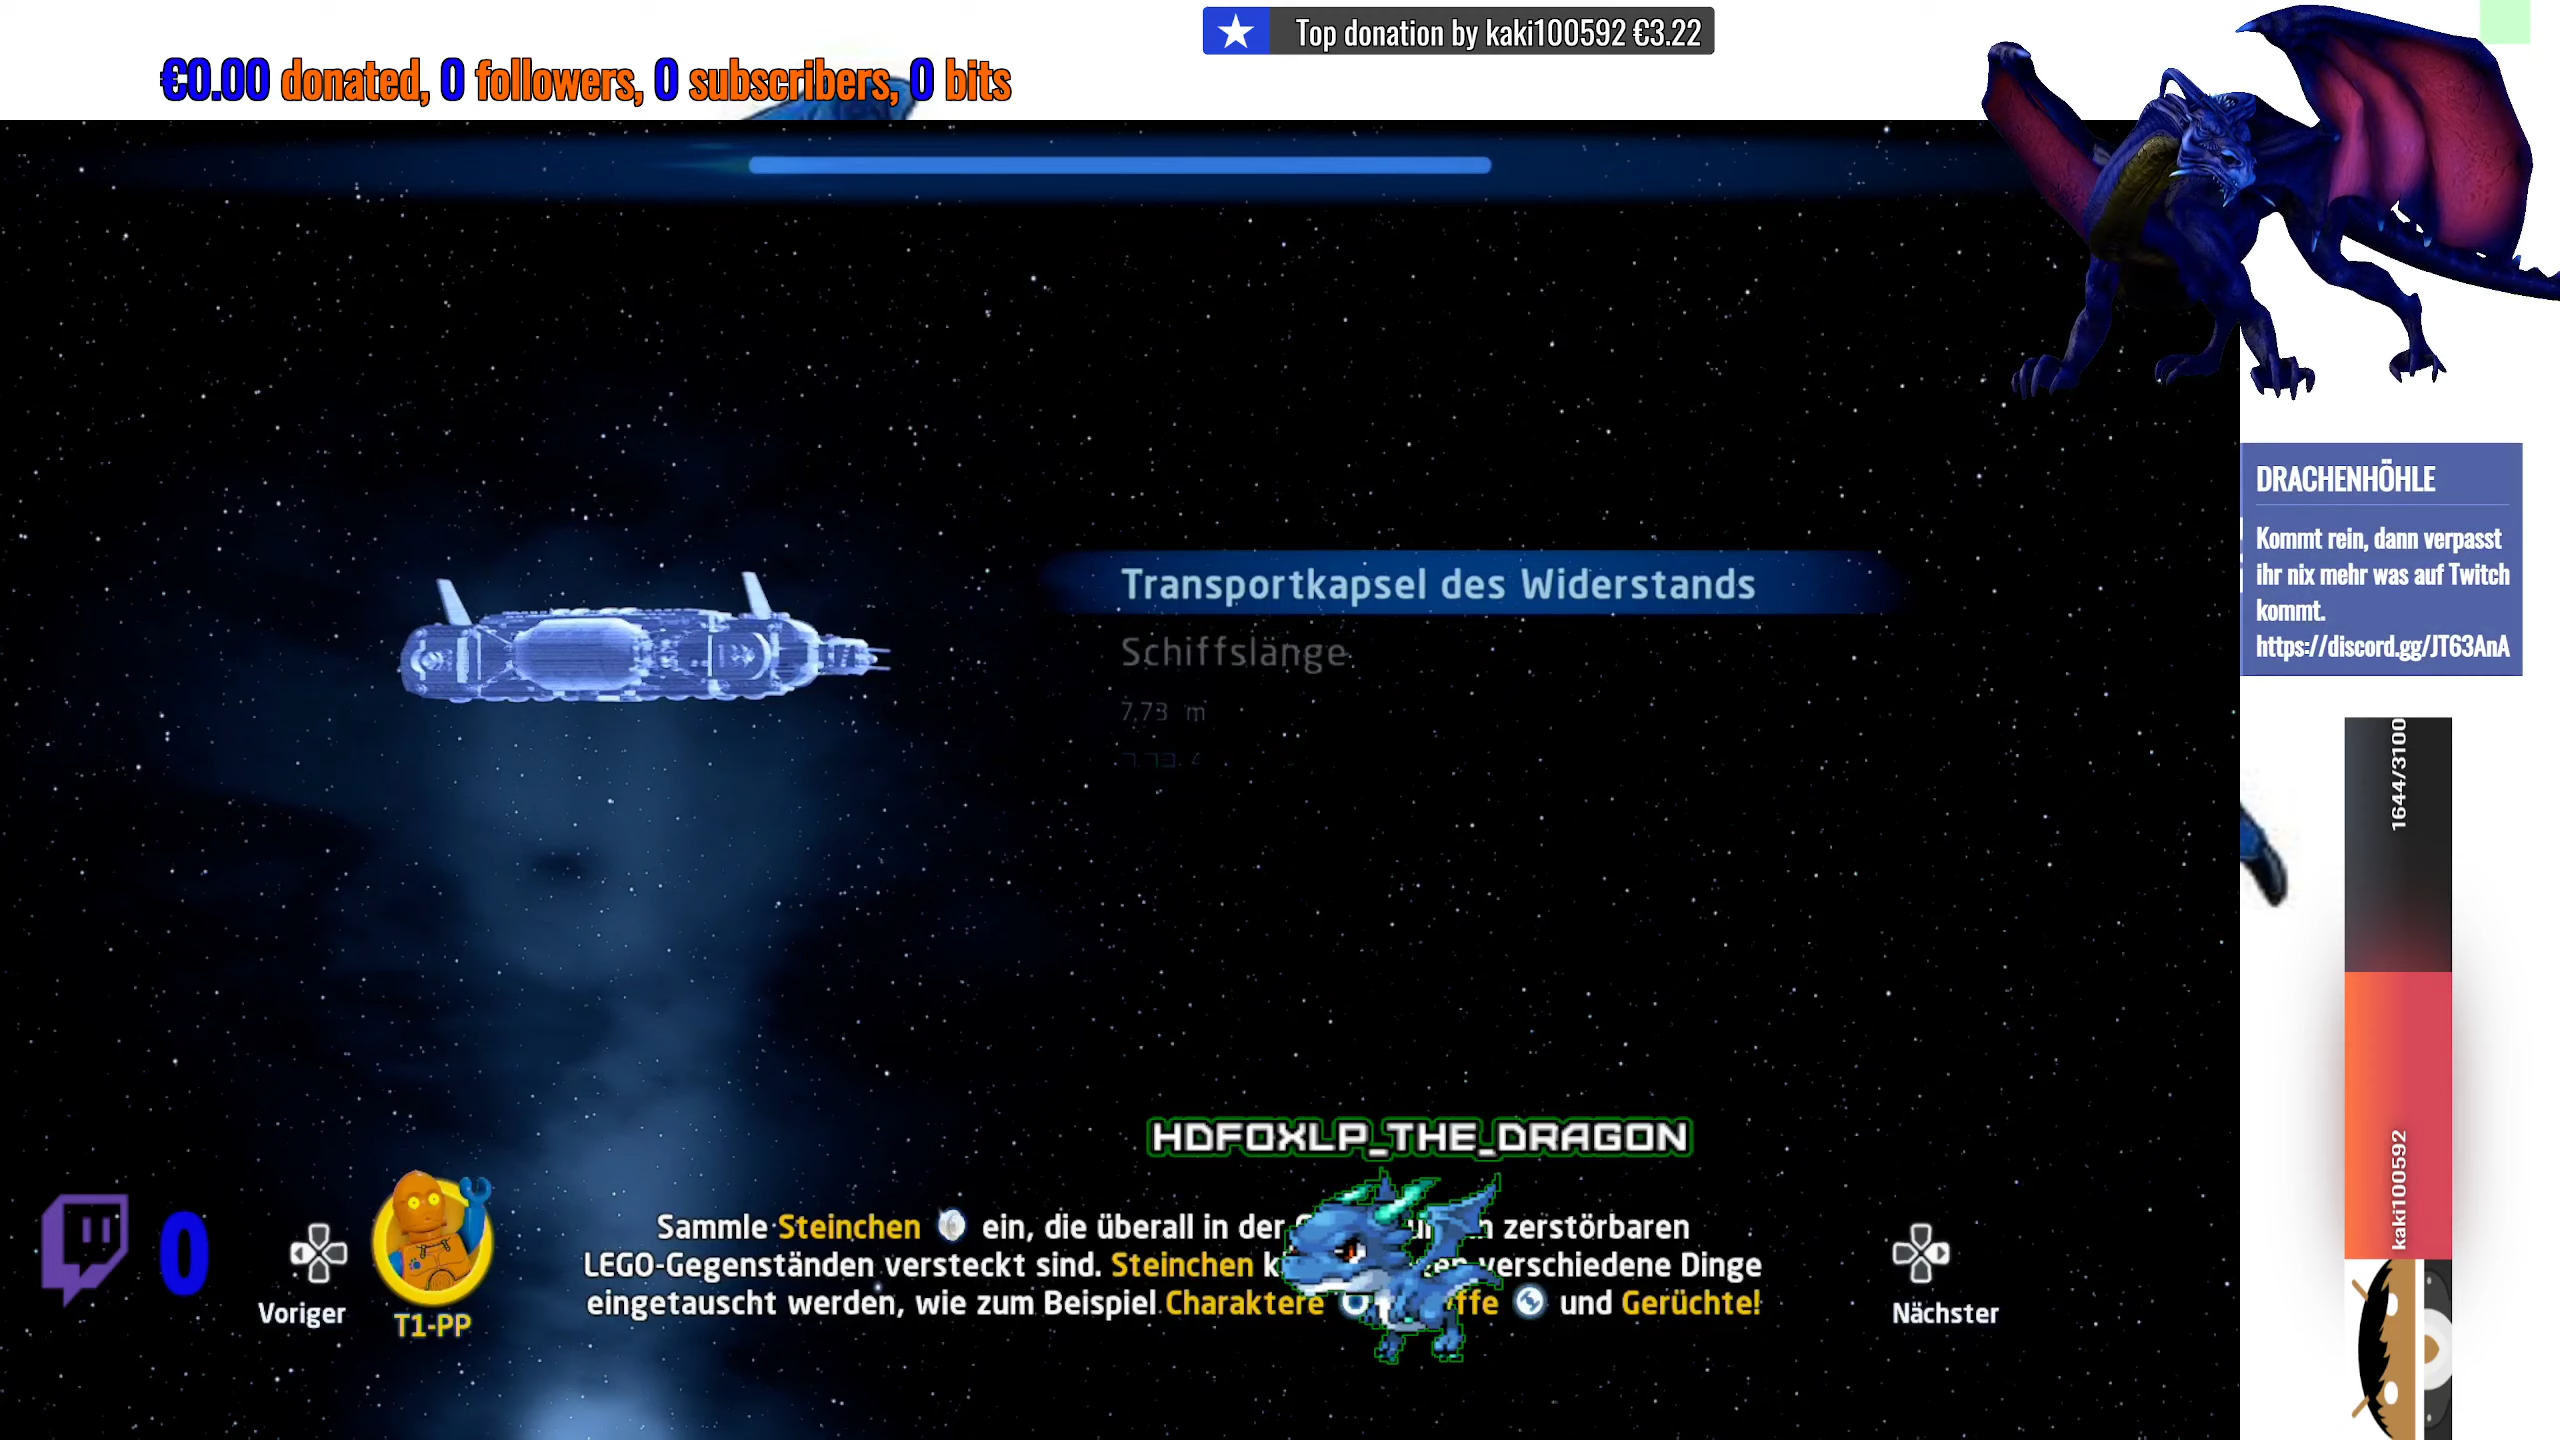 Top donation by kaki100592 €3.22
€0.00 donated, 0 followers, 0 subscribers, 0 bits
DRACHENHÖHLE
Kommt rein, dann verpasst
ihr nix mehr was auf Twitch
kommt.
https://discord.gg/JT63AnA
Transportkapsel des Widerstands
Schiffslänge
7,73 m
1644/3100
kaki100592
HDFOXLP_THE_DRAGON
0
Voriger
T1-PP
Sammle Steinchen ein, die überall in der zerstörbaren
LEGO-Gegenständen versteckt sind. Steinchen verschiedene Dinge
eingetauscht werden, wie zum Beispiel Charaktere und Gerüchte!
Nächster